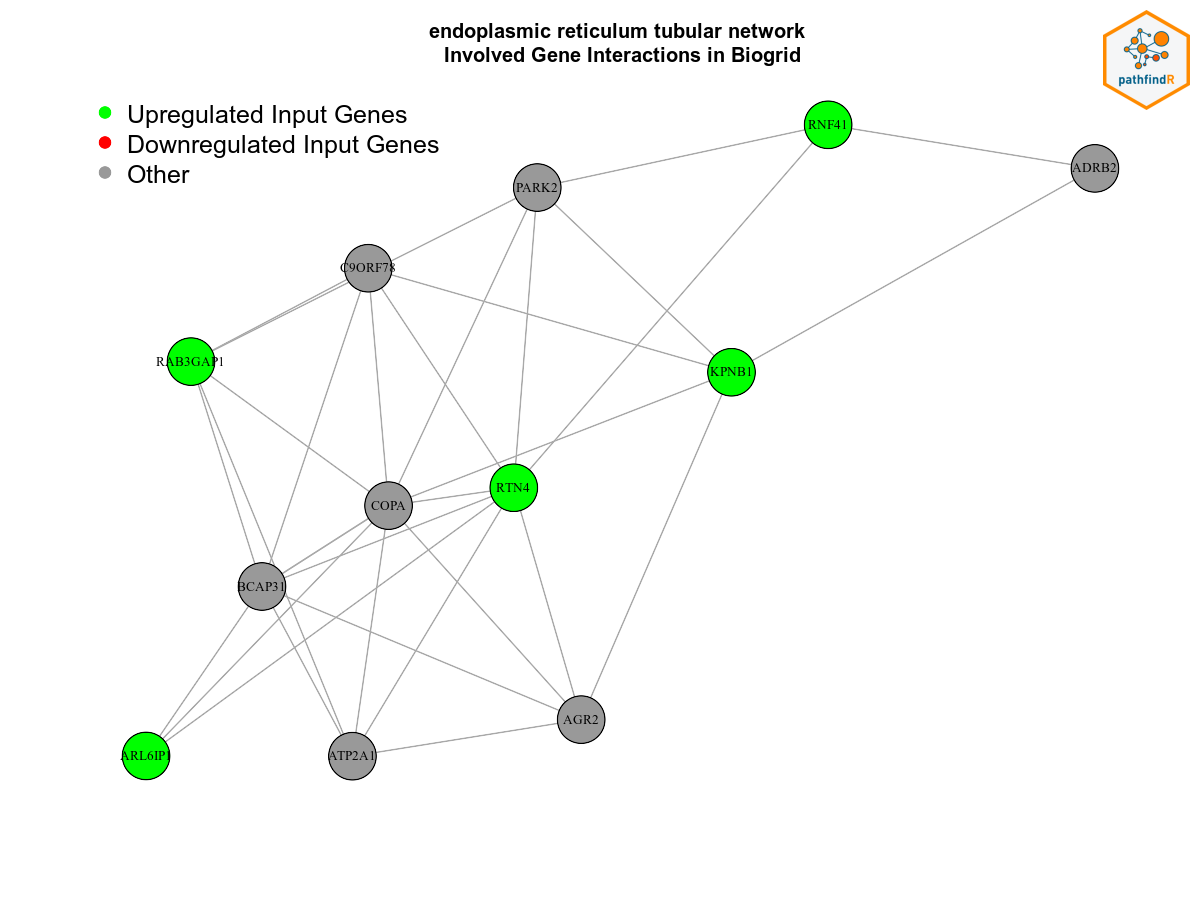 endoplasmic reticulum tubular network
Involved Gene Interactions in Biogrid
pathfindR
Upregulated Input Genes
Downregulated Input Genes
Other
RNF41
ADRB2
PARK2
C9ORF78
RAB3GAP1
KPNB1
RTN4
COPA
BCAP31
AGR2
ARL6IP1
ATP2A1